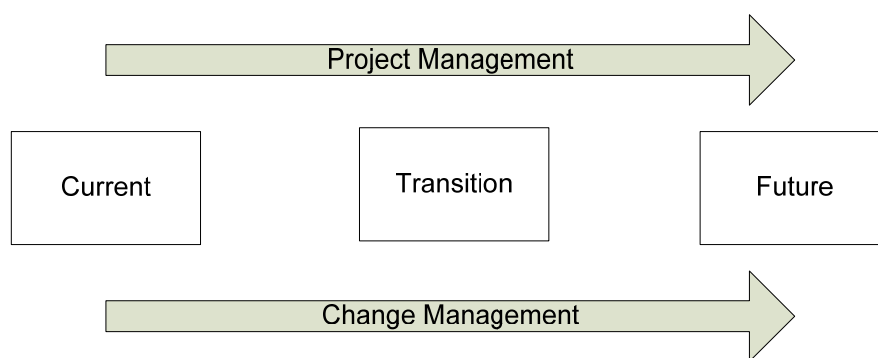 Project Management
Current
Transition
Future
Change Management